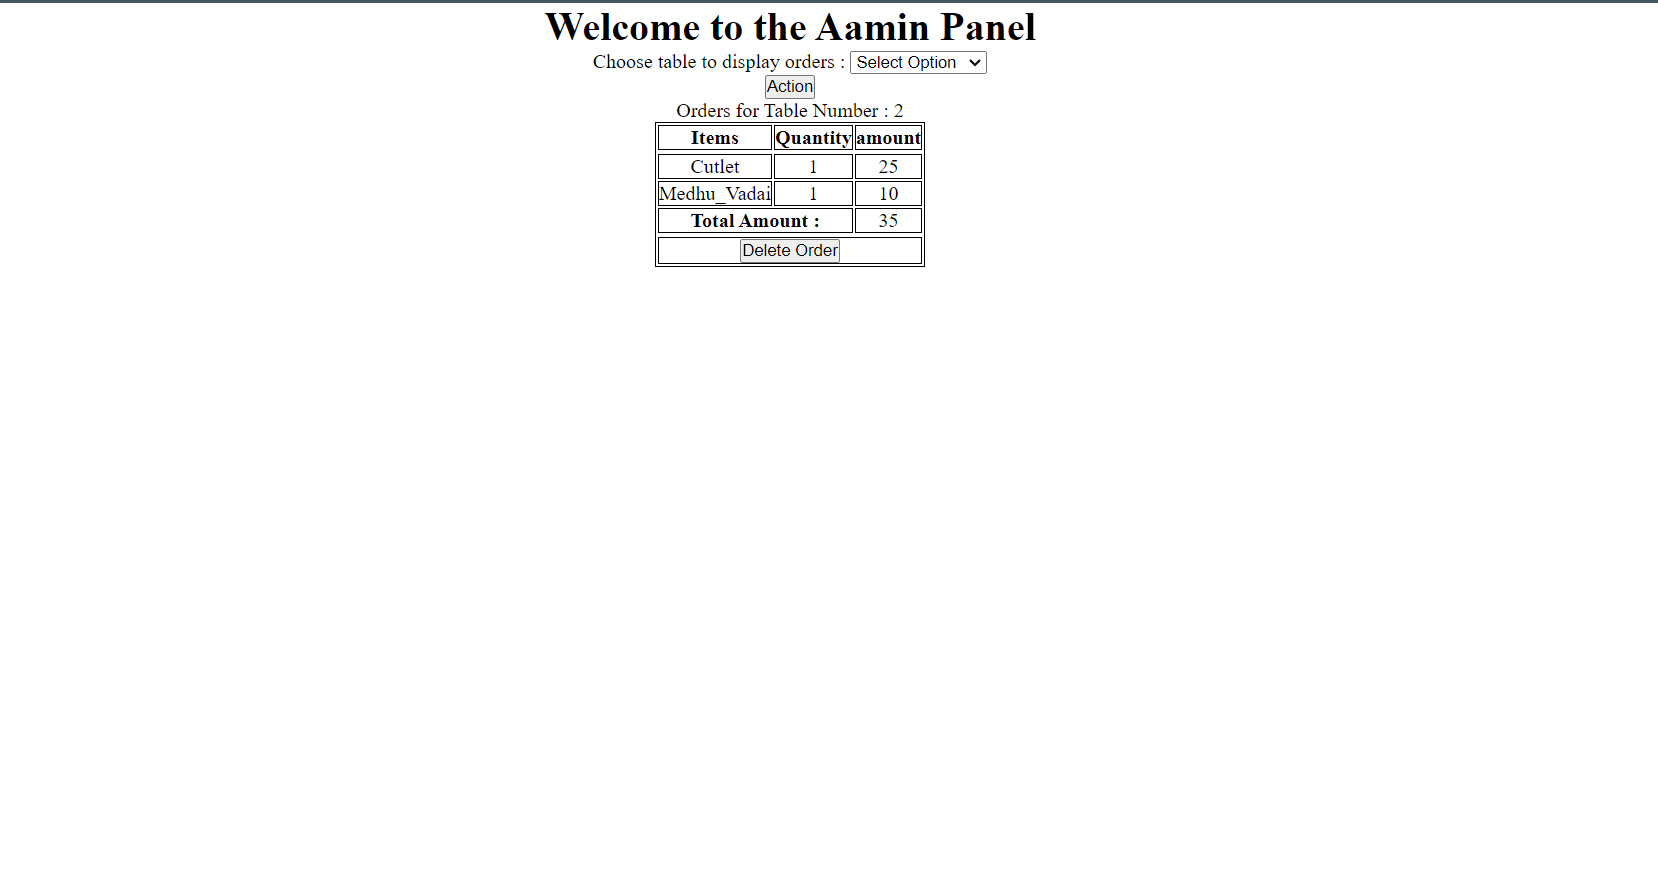 Welcome to the Aamin Panel
Choose table to display orders : Select Option
Action
Orders for Table Number : 2
Items Quantity amount
Cutlet 1 25
Medhu_Vadai 1 10
Total Amount : 35
Delete Order